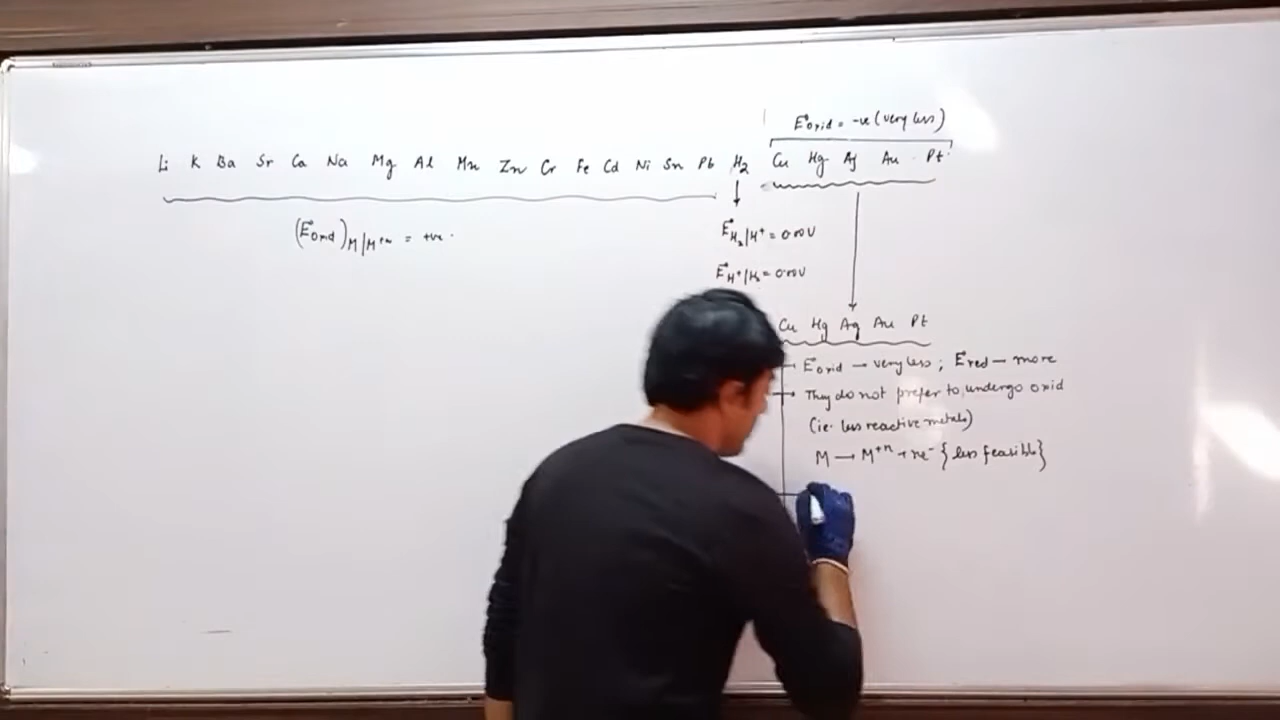 E°oxid = -ve (very less)
Li K Ba Sr Ca Na Mg Al Mn Zn Cr Fe Cd Ni Sn Pb H₂ Cu Hg Ag Au Pt
(E°oxid)M/M⁺ⁿ = +ve.
E°H₂/H⁺ = 0.00V
E°H⁺/H₂ = 0.00V
Cu Hg Ag Au Pt
→ E°oxid → very less ; E°red → more
→ They do not prefer to undergo oxid
(ie. less reactive metals)
M → M⁺ⁿ + ne⁻ {less feasible}